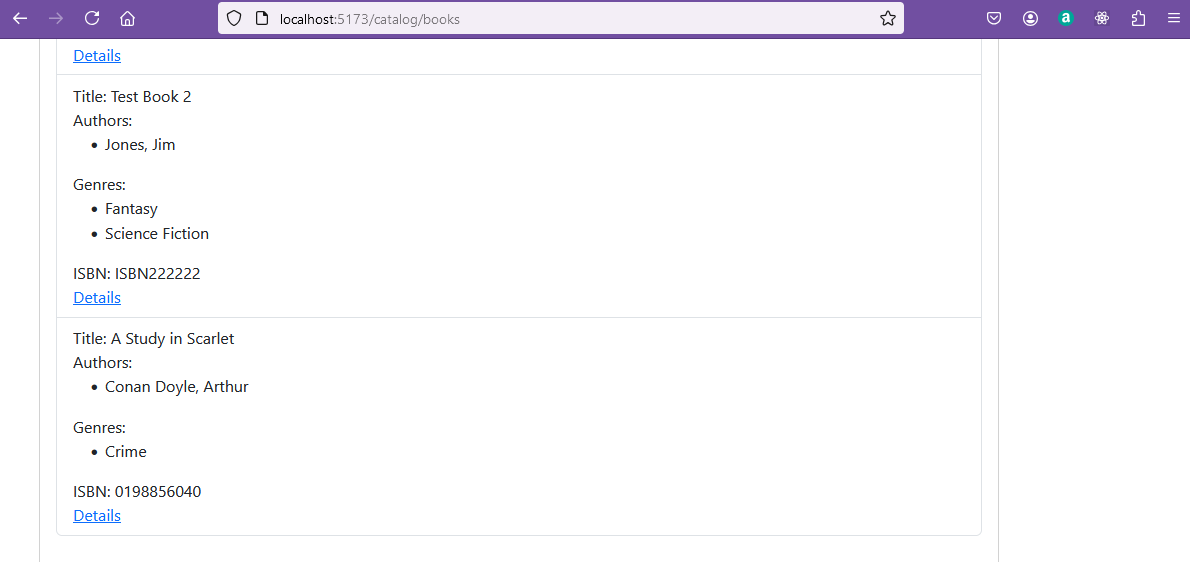 localhost:5173/catalog/books
a
Details
Title: Test Book 2
Authors:
• Jones, Jim
Genres:
• Fantasy
• Science Fiction
ISBN: ISBN222222
Details
Title: A Study in Scarlet
Authors:
• Conan Doyle, Arthur
Genres:
• Crime
ISBN: 0198856040
Details